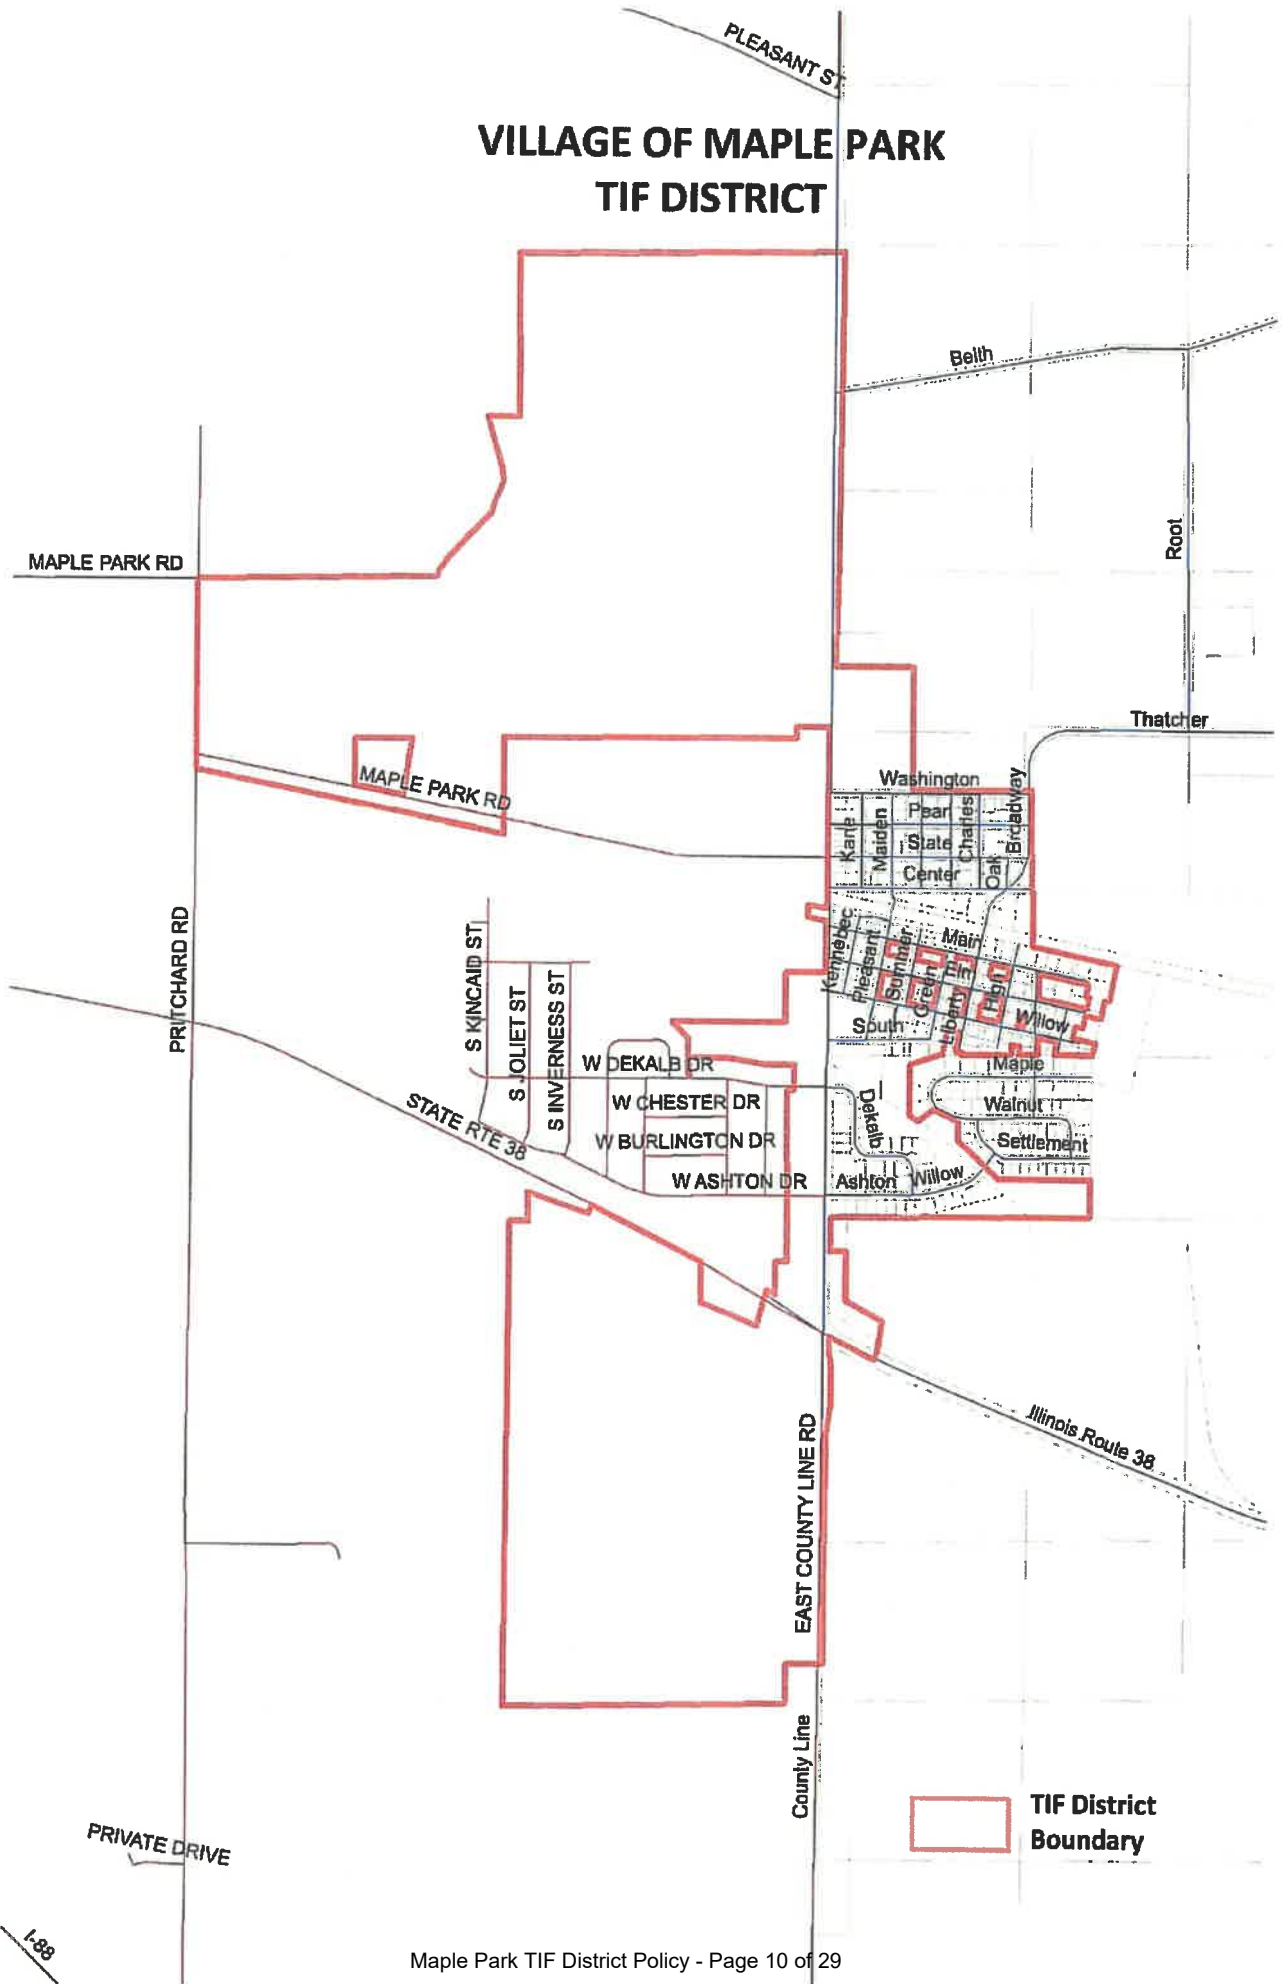 PLEASANT ST
VILLAGE OF MAPLE PARK
TIF DISTRICT
Beith
Root
MAPLE PARK RD
Thatcher
Washington
Broadway
MAPLE PARK RD
Pearl
Charles
Kane
Maiden
State
Oak
Center
PRITCHARD RD
S KINCAID ST
Kennebec
Pleasant
Summer
Main
Green
High
Liberty
Willow
South
S JOLIET ST
S INVERNESS ST
W DEKALB DR
Maple
STATE RTE 38
W CHESTER DR
Dekalb
Walnut
W BURLINGTON DR
Settlement
W ASHTON DR
Ashton
Willow
Illinois Route 38
EAST COUNTY LINE RD
County Line
TIF District
Boundary
PRIVATE DRIVE
I-88
Maple Park TIF District Policy - Page 10 of 29